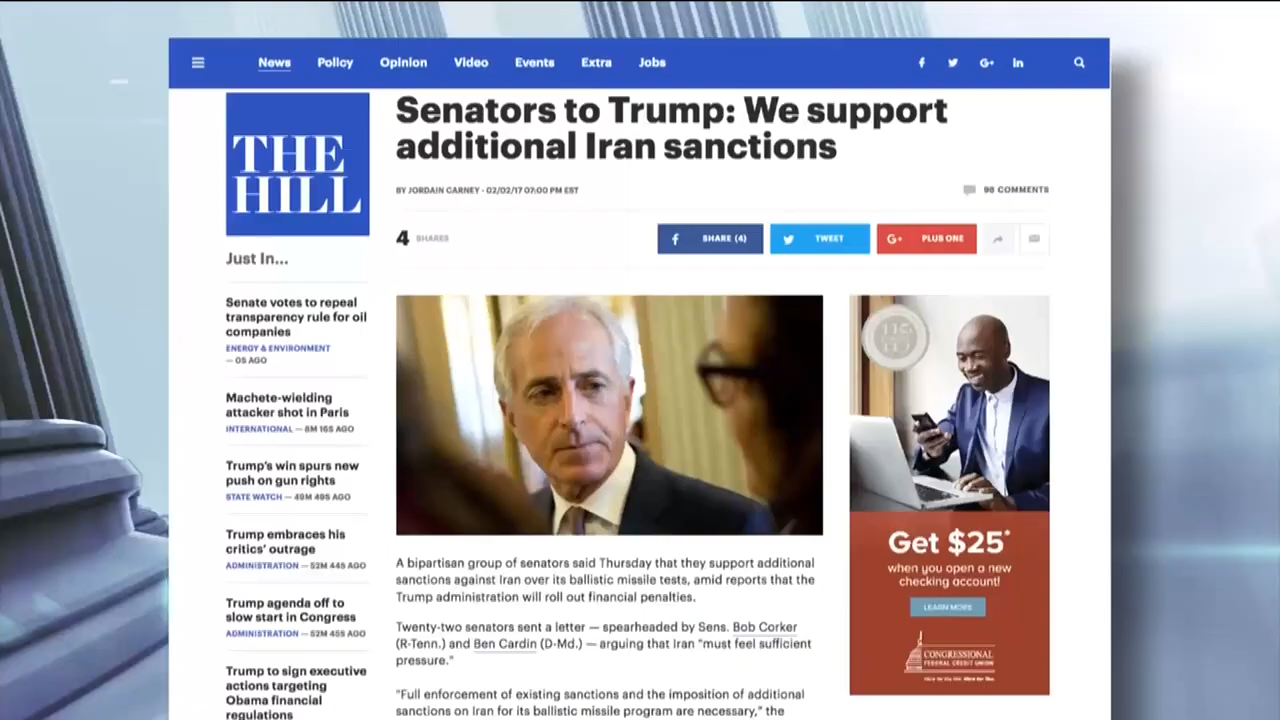 News Policy Opinion Video Events Extra Jobs
THE
HILL
Senators to Trump: We support
additional Iran sanctions
BY JORDAIN CARNEY - 02/02/17 07:00 PM EST
98 COMMENTS
4 SHARES
SHARE (4)
TWEET
PLUS ONE
Just In...
Senate votes to repeal
transparency rule for oil
companies
ENERGY & ENVIRONMENT
— 0S AGO
Machete-wielding
attacker shot in Paris
INTERNATIONAL — 8M 16S AGO
Trump's win spurs new
push on gun rights
STATE WATCH — 49M 49S AGO
Trump embraces his
critics' outrage
ADMINISTRATION — 52M 44S AGO
Trump agenda off to
slow start in Congress
ADMINISTRATION — 52M 45S AGO
Trump to sign executive
actions targeting
Obama financial
regulations
A bipartisan group of senators said Thursday that they support additional
sanctions against Iran over its ballistic missile tests, amid reports that the
Trump administration will roll out financial penalties.
Twenty-two senators sent a letter — spearheaded by Sens. Bob Corker
(R-Tenn.) and Ben Cardin (D-Md.) — arguing that Iran "must feel sufficient
pressure."
"Full enforcement of existing sanctions and the imposition of additional
sanctions on Iran for its ballistic missile program are necessary," the
Get $25*
when you open a new
checking account!
LEARN MORE
CONGRESSIONAL
FEDERAL CREDIT UNION